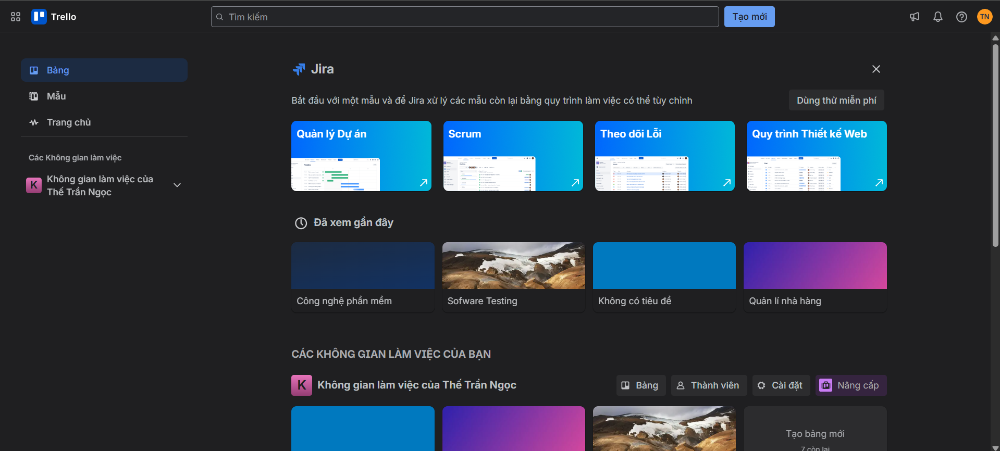 Trello
Tìm kiếm
Tạo mới
TN
Bảng
Mẫu
Trang chủ
Các Không gian làm việc
K
Không gian làm việc của
Thế Trần Ngọc
Jira
Bắt đầu với một mẫu và để Jira xử lý các mẫu còn lại bằng quy trình làm việc có thể tùy chỉnh
Dùng thử miễn phí
Quản lý Dự án
Scrum
Theo dõi Lỗi
Quy trình Thiết kế Web
Đã xem gần đây
Công nghệ phần mềm
Sofware Testing
Không có tiêu đề
Quản lí nhà hàng
CÁC KHÔNG GIAN LÀM VIỆC CỦA BẠN
K
Không gian làm việc của Thế Trần Ngọc
Bảng
Thành viên
Cài đặt
Nâng cấp
Tạo bảng mới
7 còn lại